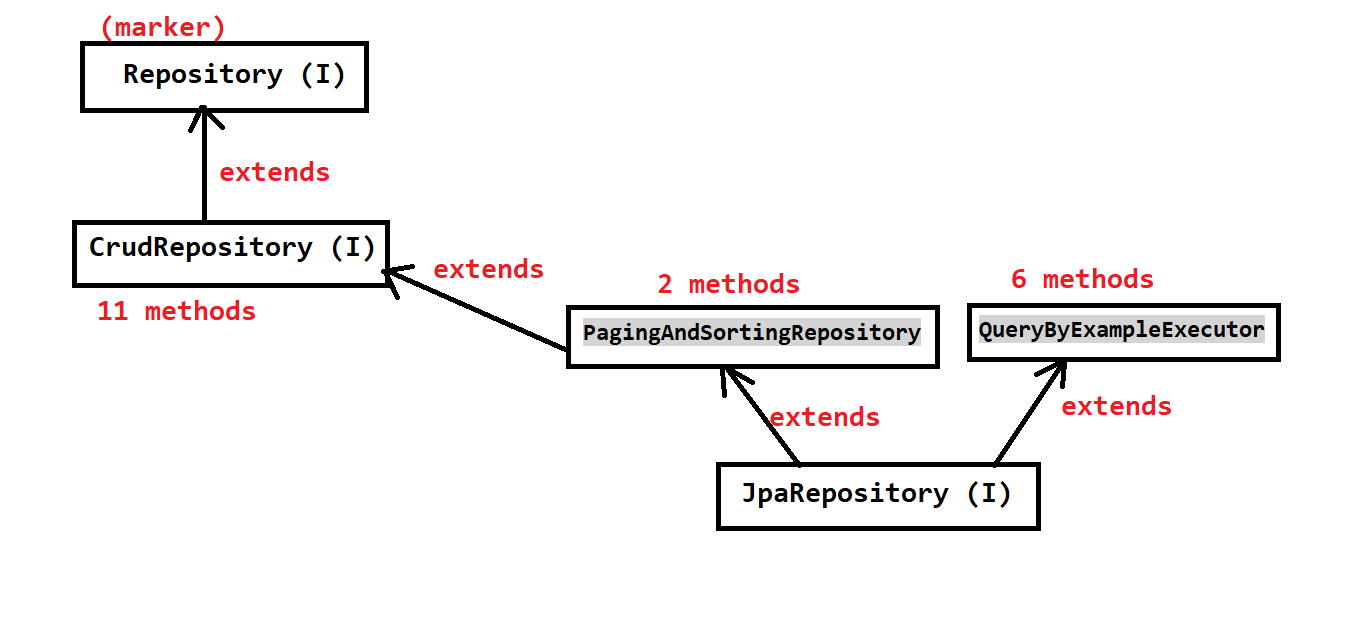 (marker)
Repository (I)
extends
CrudRepository (I)
11 methods
extends
2 methods
PagingAndSortingRepository
6 methods
QueryByExampleExecutor
extends
extends
JpaRepository (I)